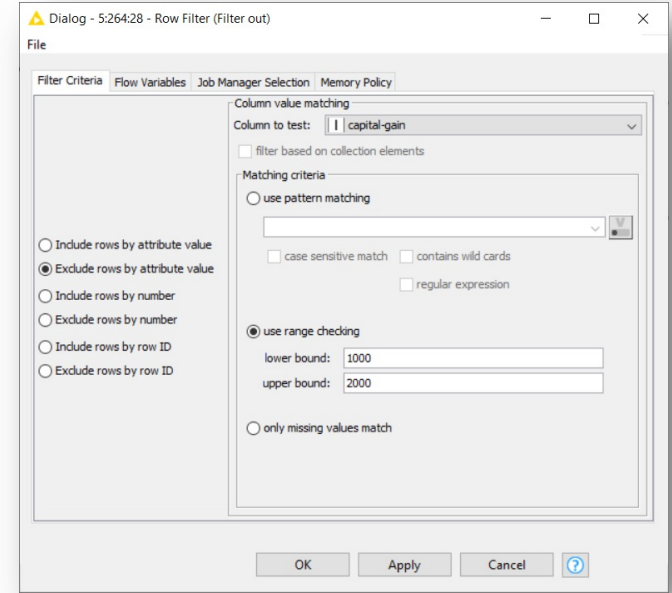 Dialog - 5:264:28 - Row Filter (Filter out)
File
Filter Criteria Flow Variables Job Manager Selection Memory Policy
Column value matching
Column to test: I capital-gain
filter based on collection elements
Matching criteria
use pattern matching
V
case sensitive match contains wild cards
regular expression
Include rows by attribute value
Exclude rows by attribute value
Include rows by number
Exclude rows by number
Include rows by row ID
Exclude rows by row ID
use range checking
lower bound: 1000
upper bound: 2000
only missing values match
OK Apply Cancel ?